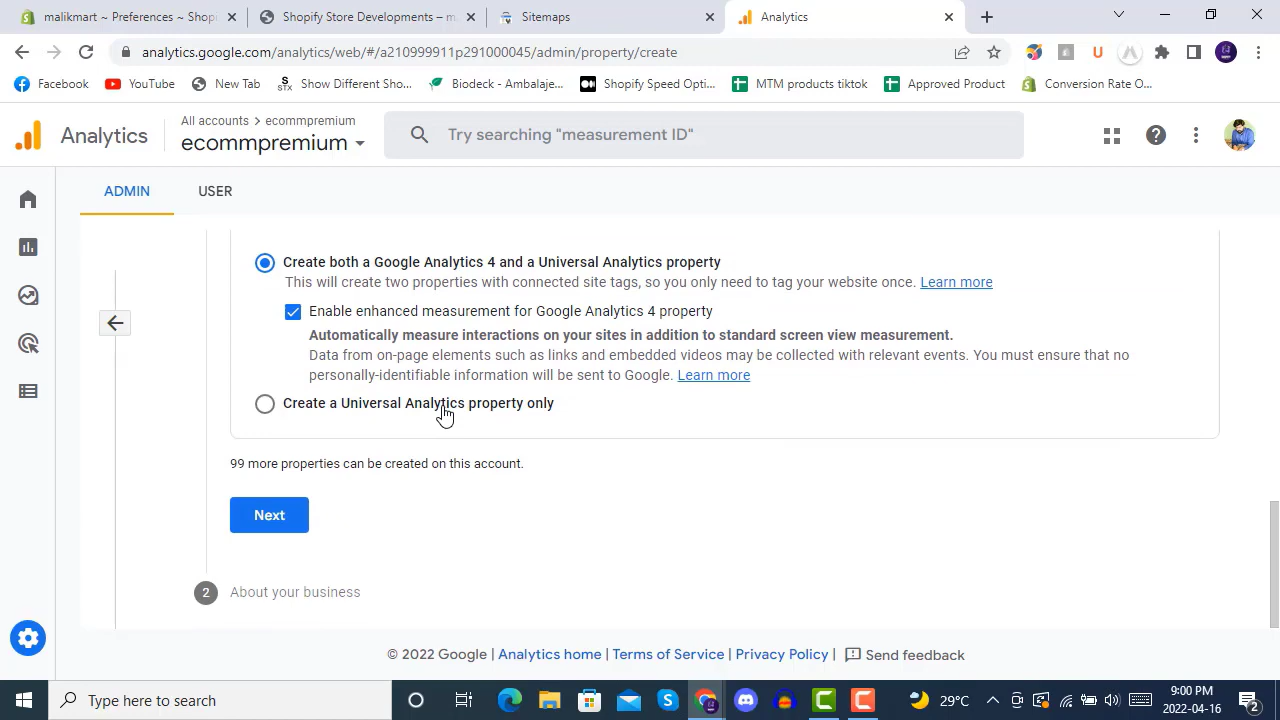 malikmart ~ Preferences ~ Shopi
Shopify Store Developments – m
Sitemaps
Analytics
analytics.google.com/analytics/web/#/a210999911p291000045/admin/property/create
Facebook
YouTube
New Tab
STX
Show Different Sho...
Biodeck - Ambalaje...
Shopify Speed Opti...
MTM products tiktok
Approved Product
Conversion Rate O...
Analytics
All accounts > ecommpremium
ecommpremium
Try searching "measurement ID"
ADMIN
USER
Create both a Google Analytics 4 and a Universal Analytics property
This will create two properties with connected site tags, so you only need to tag your website once. Learn more
Enable enhanced measurement for Google Analytics 4 property
Automatically measure interactions on your sites in addition to standard screen view measurement.
Data from on-page elements such as links and embedded videos may be collected with relevant events. You must ensure that no
personally-identifiable information will be sent to Google. Learn more
Create a Universal Analytics property only
99 more properties can be created on this account.
Next
2 About your business
© 2022 Google | Analytics home | Terms of Service | Privacy Policy | Send feedback
Type here to search
29°C
9:00 PM
2022-04-16
2